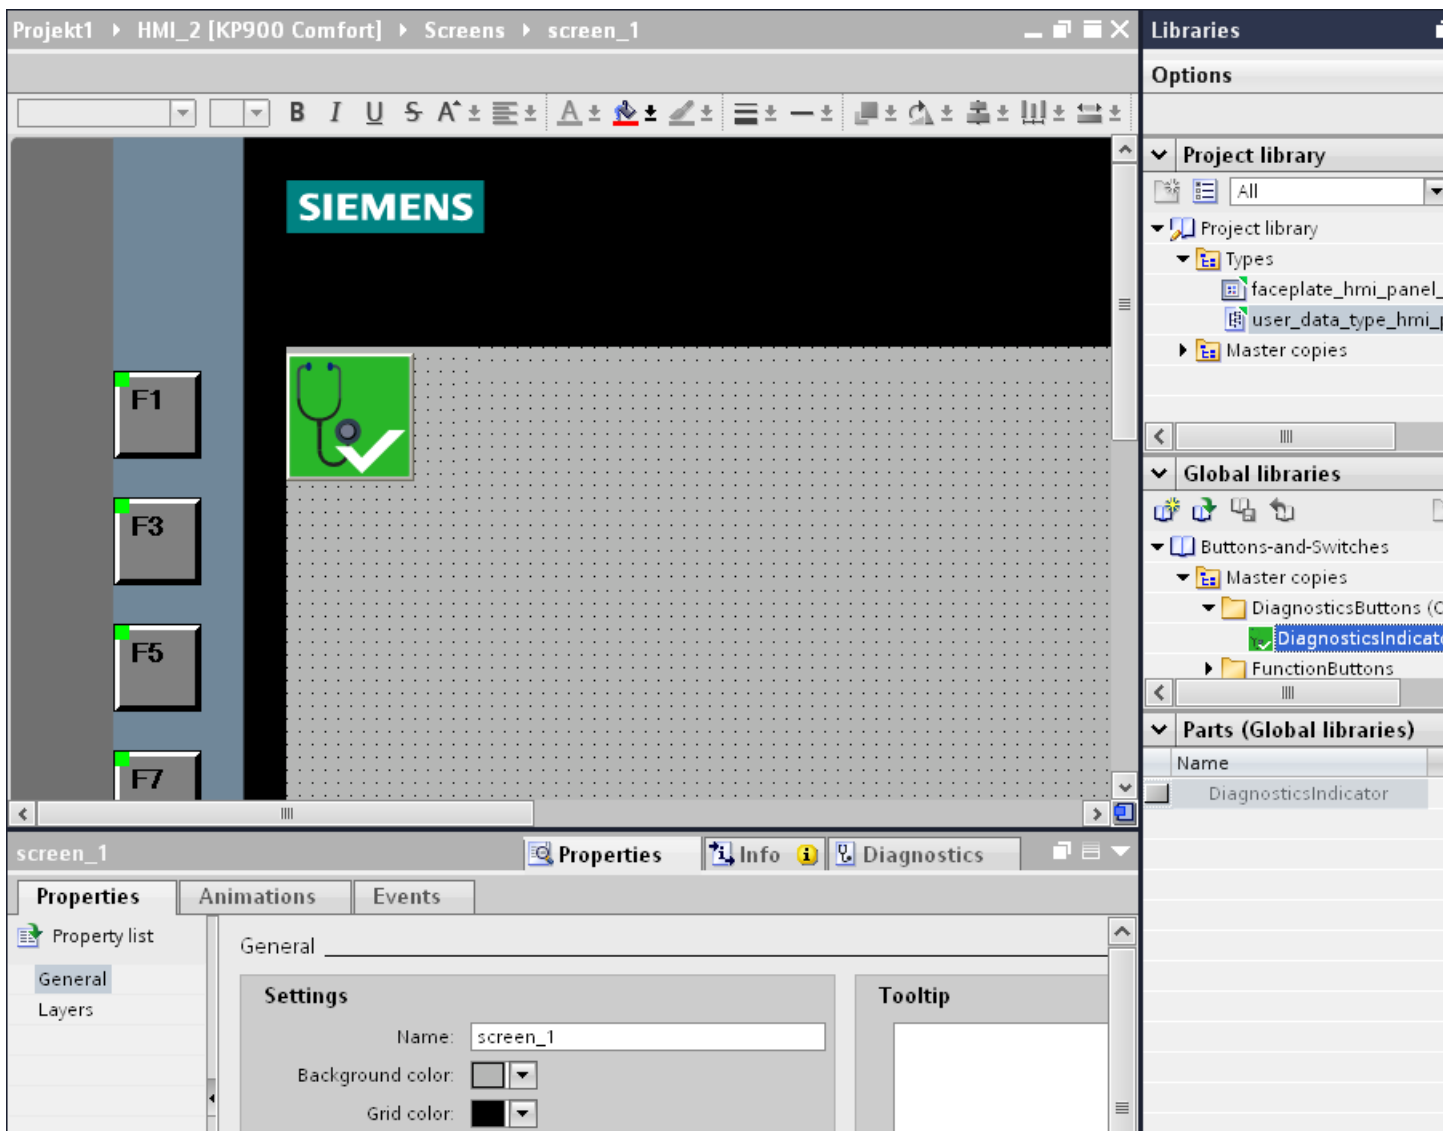 Projekt1 ▸ HMI_2 [KP900 Comfort] ▸ Screens ▸ screen_1
B I U S A
SIEMENS
F1
F3
F5
F7
screen_1
Properties Info Diagnostics
Properties Animations Events
Property list
General
Layers
General
Settings
Name: screen_1
Background color:
Grid color:
Tooltip
Libraries
Options
Project library
All
Project library
Types
faceplate_hmi_panel_
user_data_type_hmi_p
Master copies
Global libraries
Buttons-and-Switches
Master copies
DiagnosticsButtons (C
DiagnosticsIndicato
FunctionButtons
Parts (Global libraries)
Name
DiagnosticsIndicator